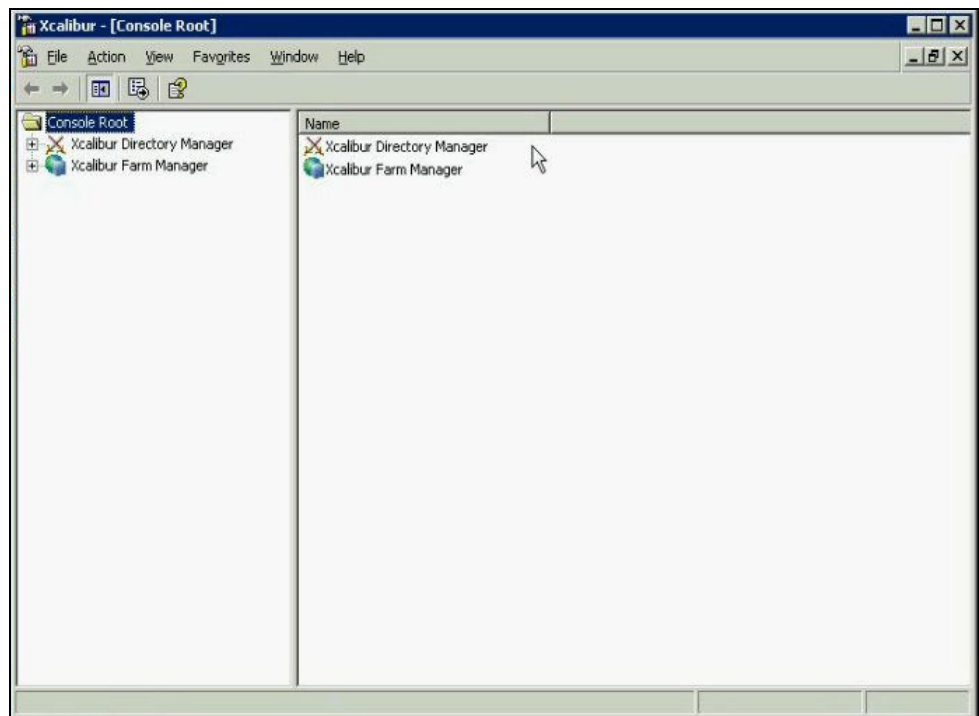 Xcalibur - [Console Root]
File Action View Favorites Window Help
Console Root
Xcalibur Directory Manager
Xcalibur Farm Manager
Name
Xcalibur Directory Manager
Xcalibur Farm Manager